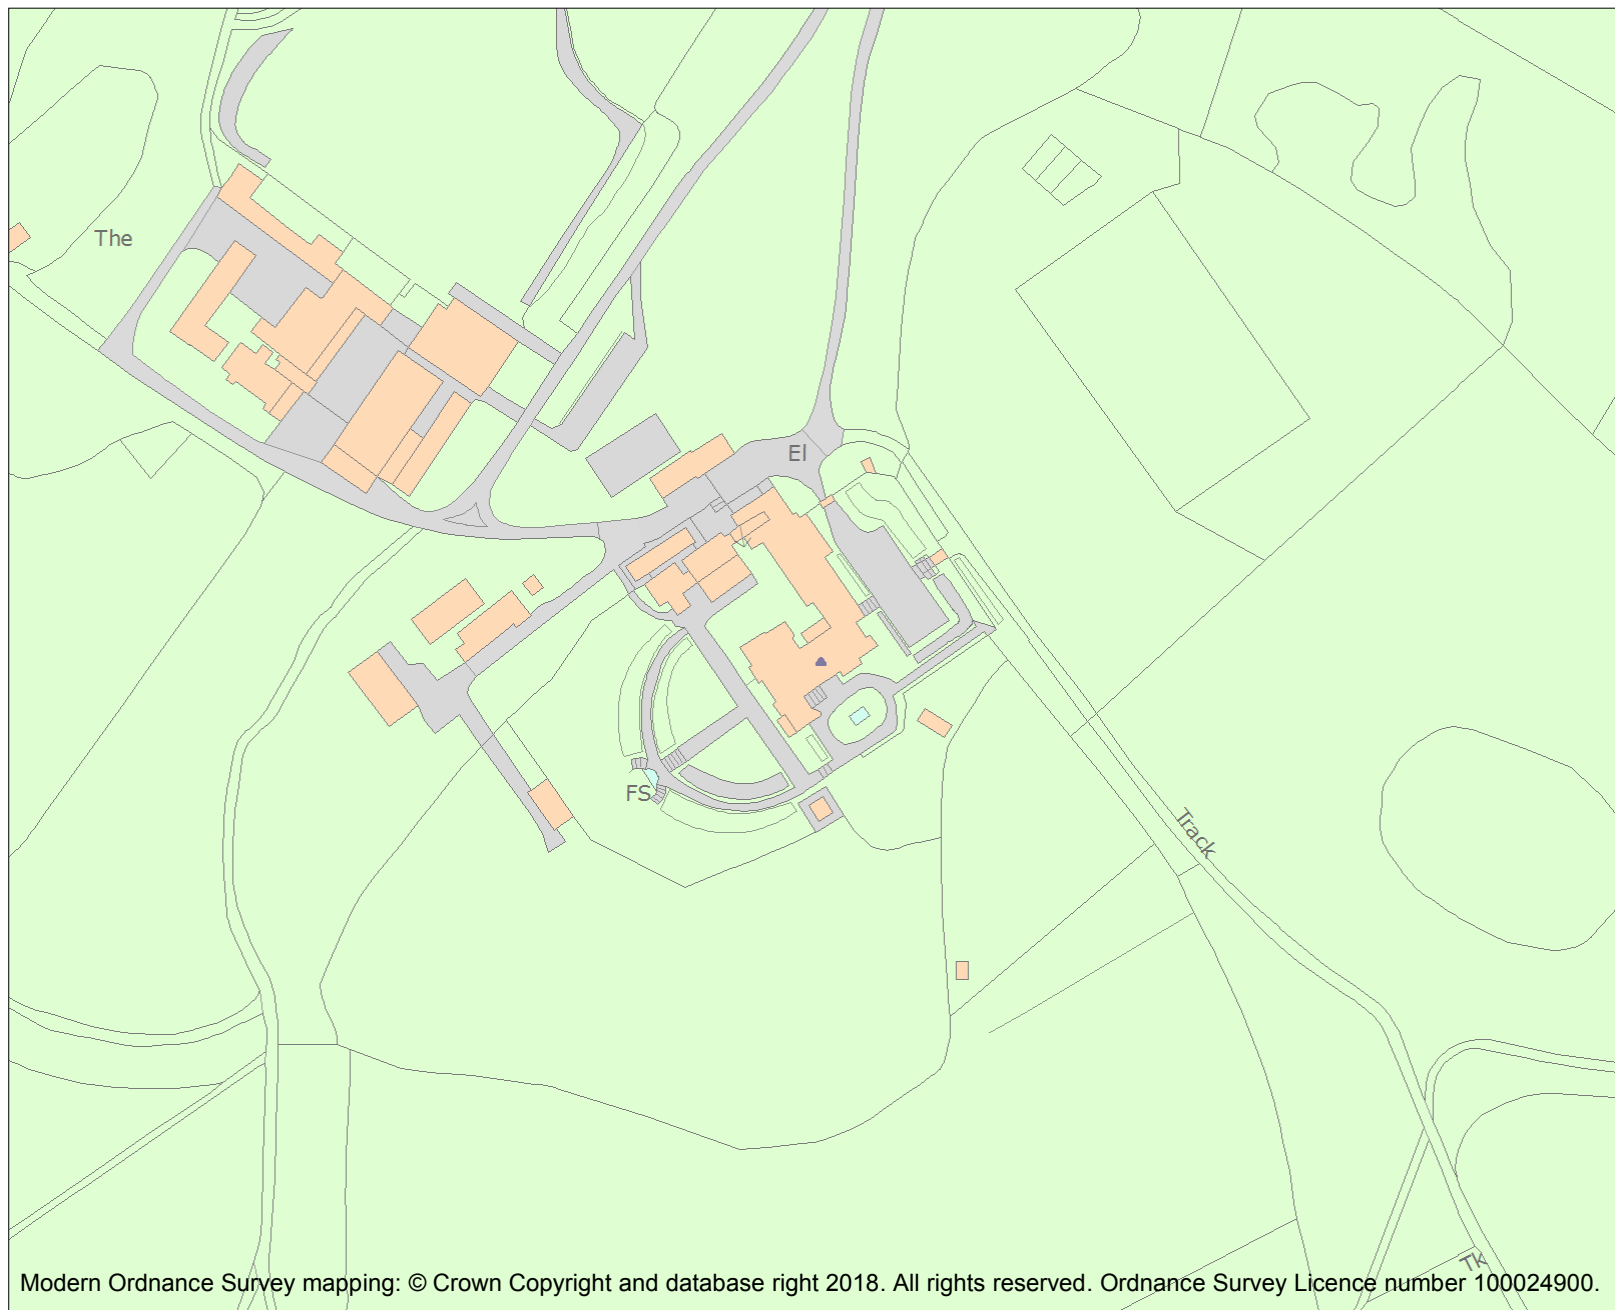 The
El
FS
Track
Tk
Modern Ordnance Survey mapping: © Crown Copyright and database right 2018. All rights reserved. Ordnance Survey Licence number 100024900.